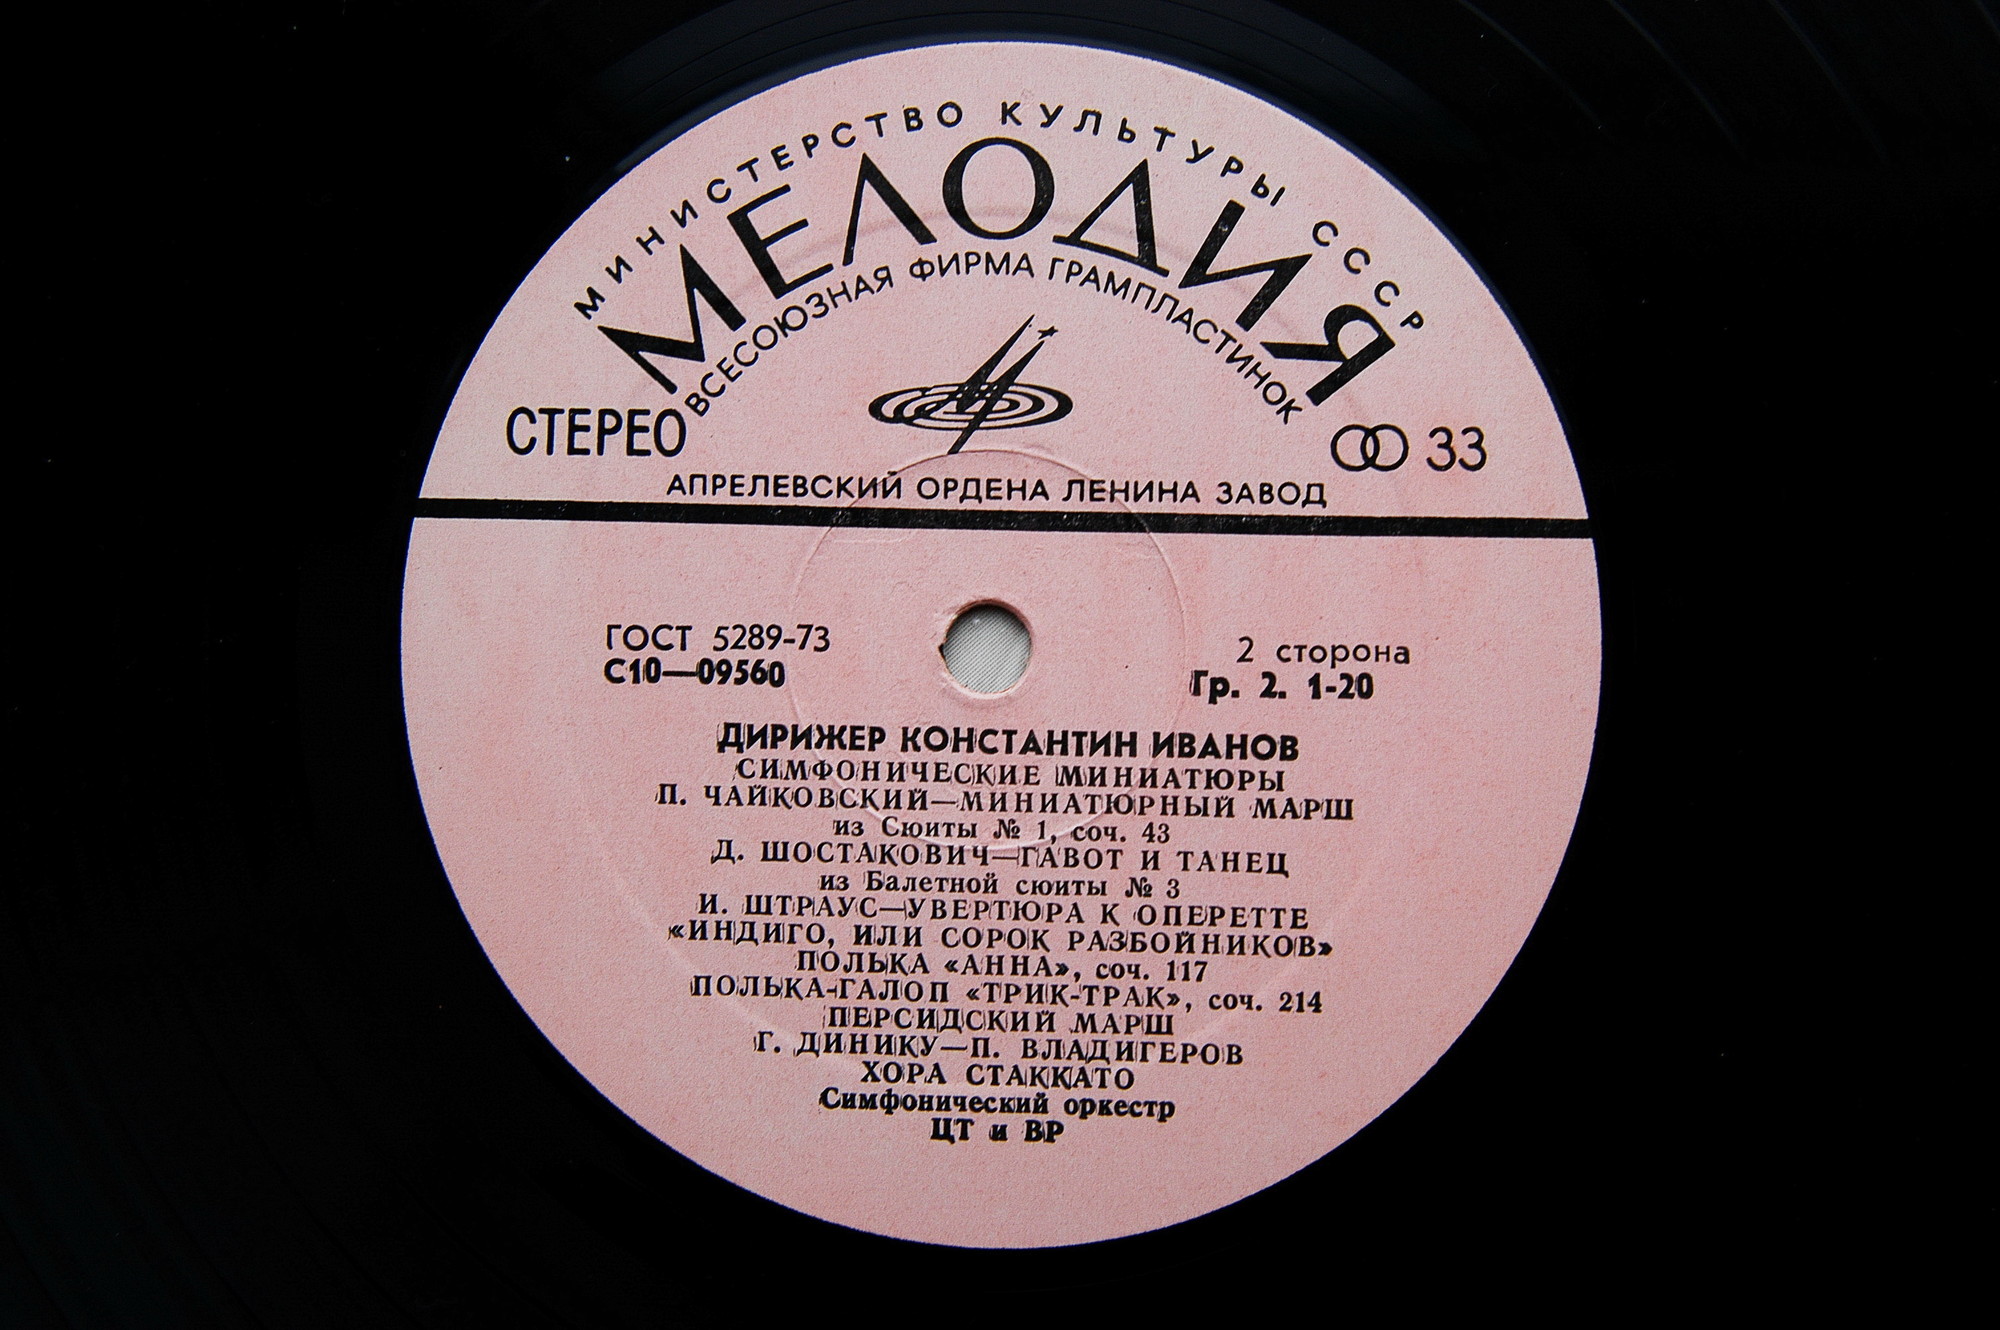 МИНИСТЕРСТВО КУЛЬТУРЫ СССР
МЕЛОДИЯ
ВСЕСОЮЗНАЯ ФИРМА ГРАМПЛАСТИНОК
СТЕРЕО
33
АПРЕЛЕВСКИЙ ОРДЕНА ЛЕНИНА ЗАВОД
ГОСТ 5289-73
С10—09560
2 сторона
Гр. 2. 1-20
ДИРИЖЕР КОНСТАНТИН ИВАНОВ
СИМФОНИЧЕСКИЕ МИНИАТЮРЫ
П. ЧАЙКОВСКИЙ—МИНИАТЮРНЫЙ МАРШ
из Сюиты № 1, соч. 43
Д. ШОСТАКОВИЧ—ГАВОТ И ТАНЕЦ
из Балетной сюиты № 3
И. ШТРАУС—УВЕРТЮРА К ОПЕРЕТТЕ
«ИНДИГО, ИЛИ СОРОК РАЗБОЙНИКОВ»
ПОЛЬКА «АННА», соч. 117
ПОЛЬКА-ГАЛОП «ТРИК-ТРАК», соч. 214
ПЕРСИДСКИЙ МАРШ
Г. ДИНИКУ—П. ВЛАДИГЕРОВ
ХОРА СТАККАТО
Симфонический оркестр
ЦТ и ВР